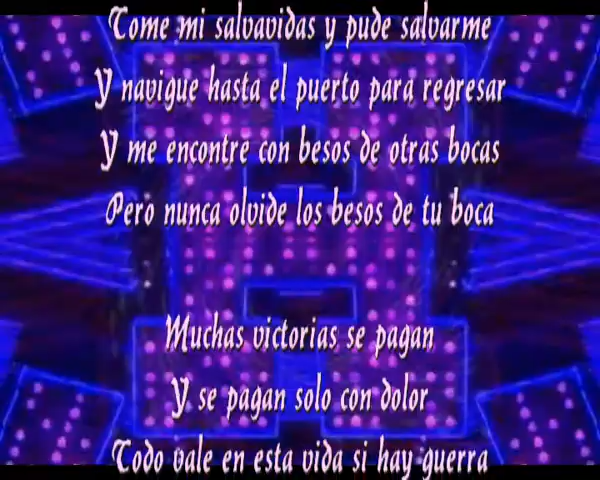 Tome mi salvavidas y pude salvarme
Y navigue hasta el puerto para regresar
Y me encontre con besos de otras bocas
Pero nunca olvide los besos de tu boca
Muchas victorias se pagan
Y se pagan solo con dolor
Todo vale en esta vida si hay guerra